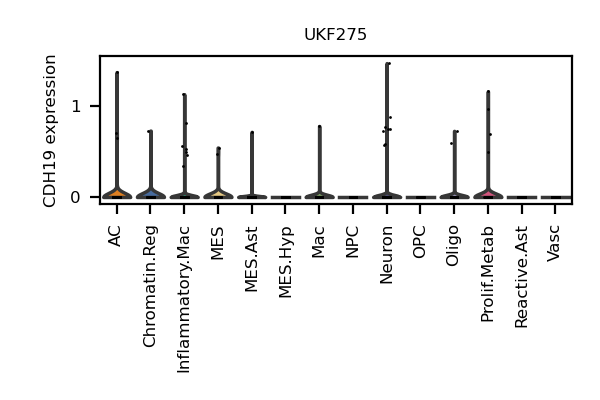 UKF275
CDH19 expression
1
0
AC
Chromatin.Reg
Inflammatory.Mac
MES
MES.Ast
MES.Hyp
Mac
NPC
Neuron
OPC
Oligo
Prolif.Metab
Reactive.Ast
Vasc